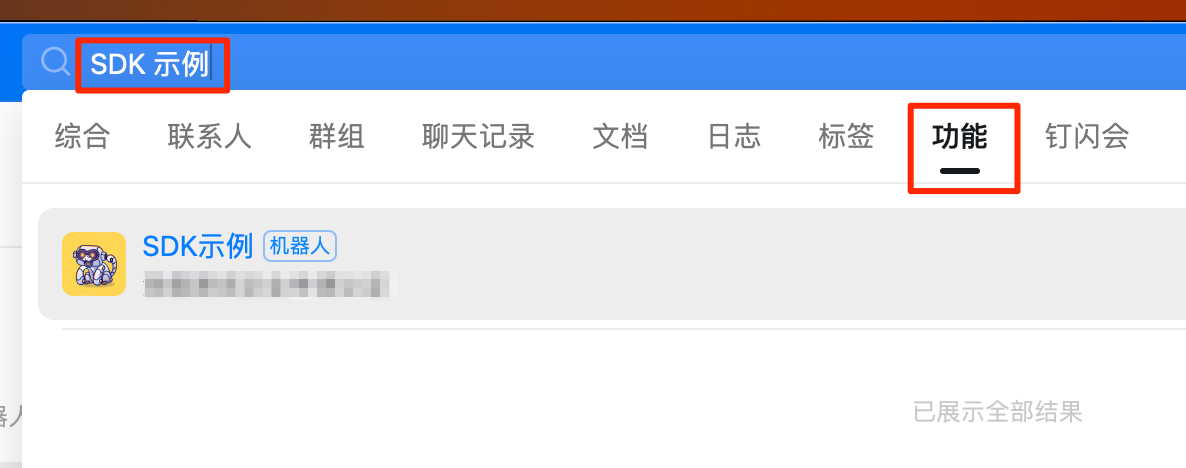 SDK 示例
综合 联系人 群组 聊天记录 文档 日志 标签 功能 钉闪会
SDK示例 机器人
器人
已展示全部结果